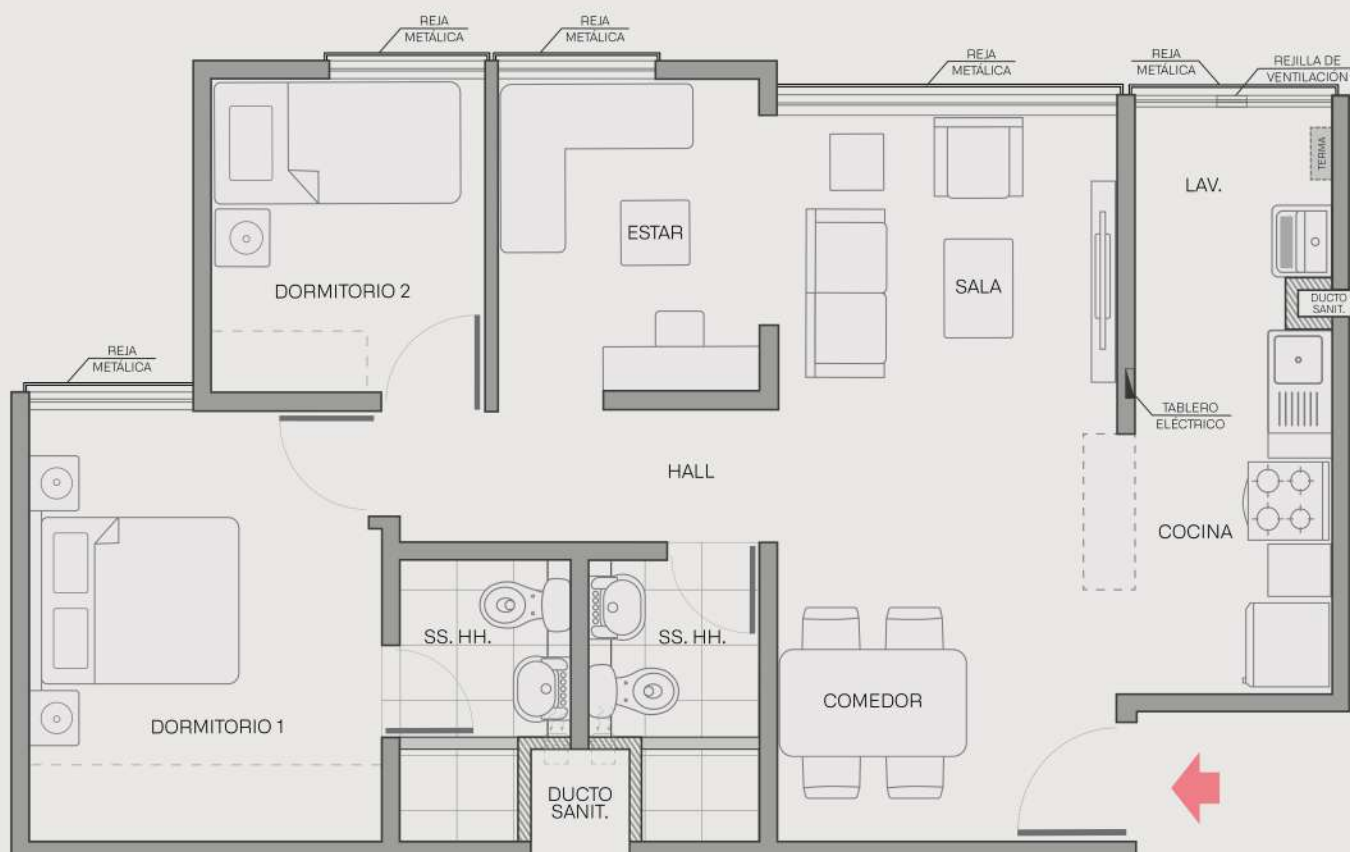 REJA
METÁLICA
REJA
METÁLICA
REJA
METÁLICA
REJA
METÁLICA
REJILLA DE
VENTILACIÓN
TERMA
LAV.
ESTAR
SALA
DORMITORIO 2
DUCTO
SANIT.
REJA
METÁLICA
TABLERO
ELÉCTRICO
HALL
COCINA
SS. HH.
SS. HH.
COMEDOR
DORMITORIO 1
DUCTO
SANIT.